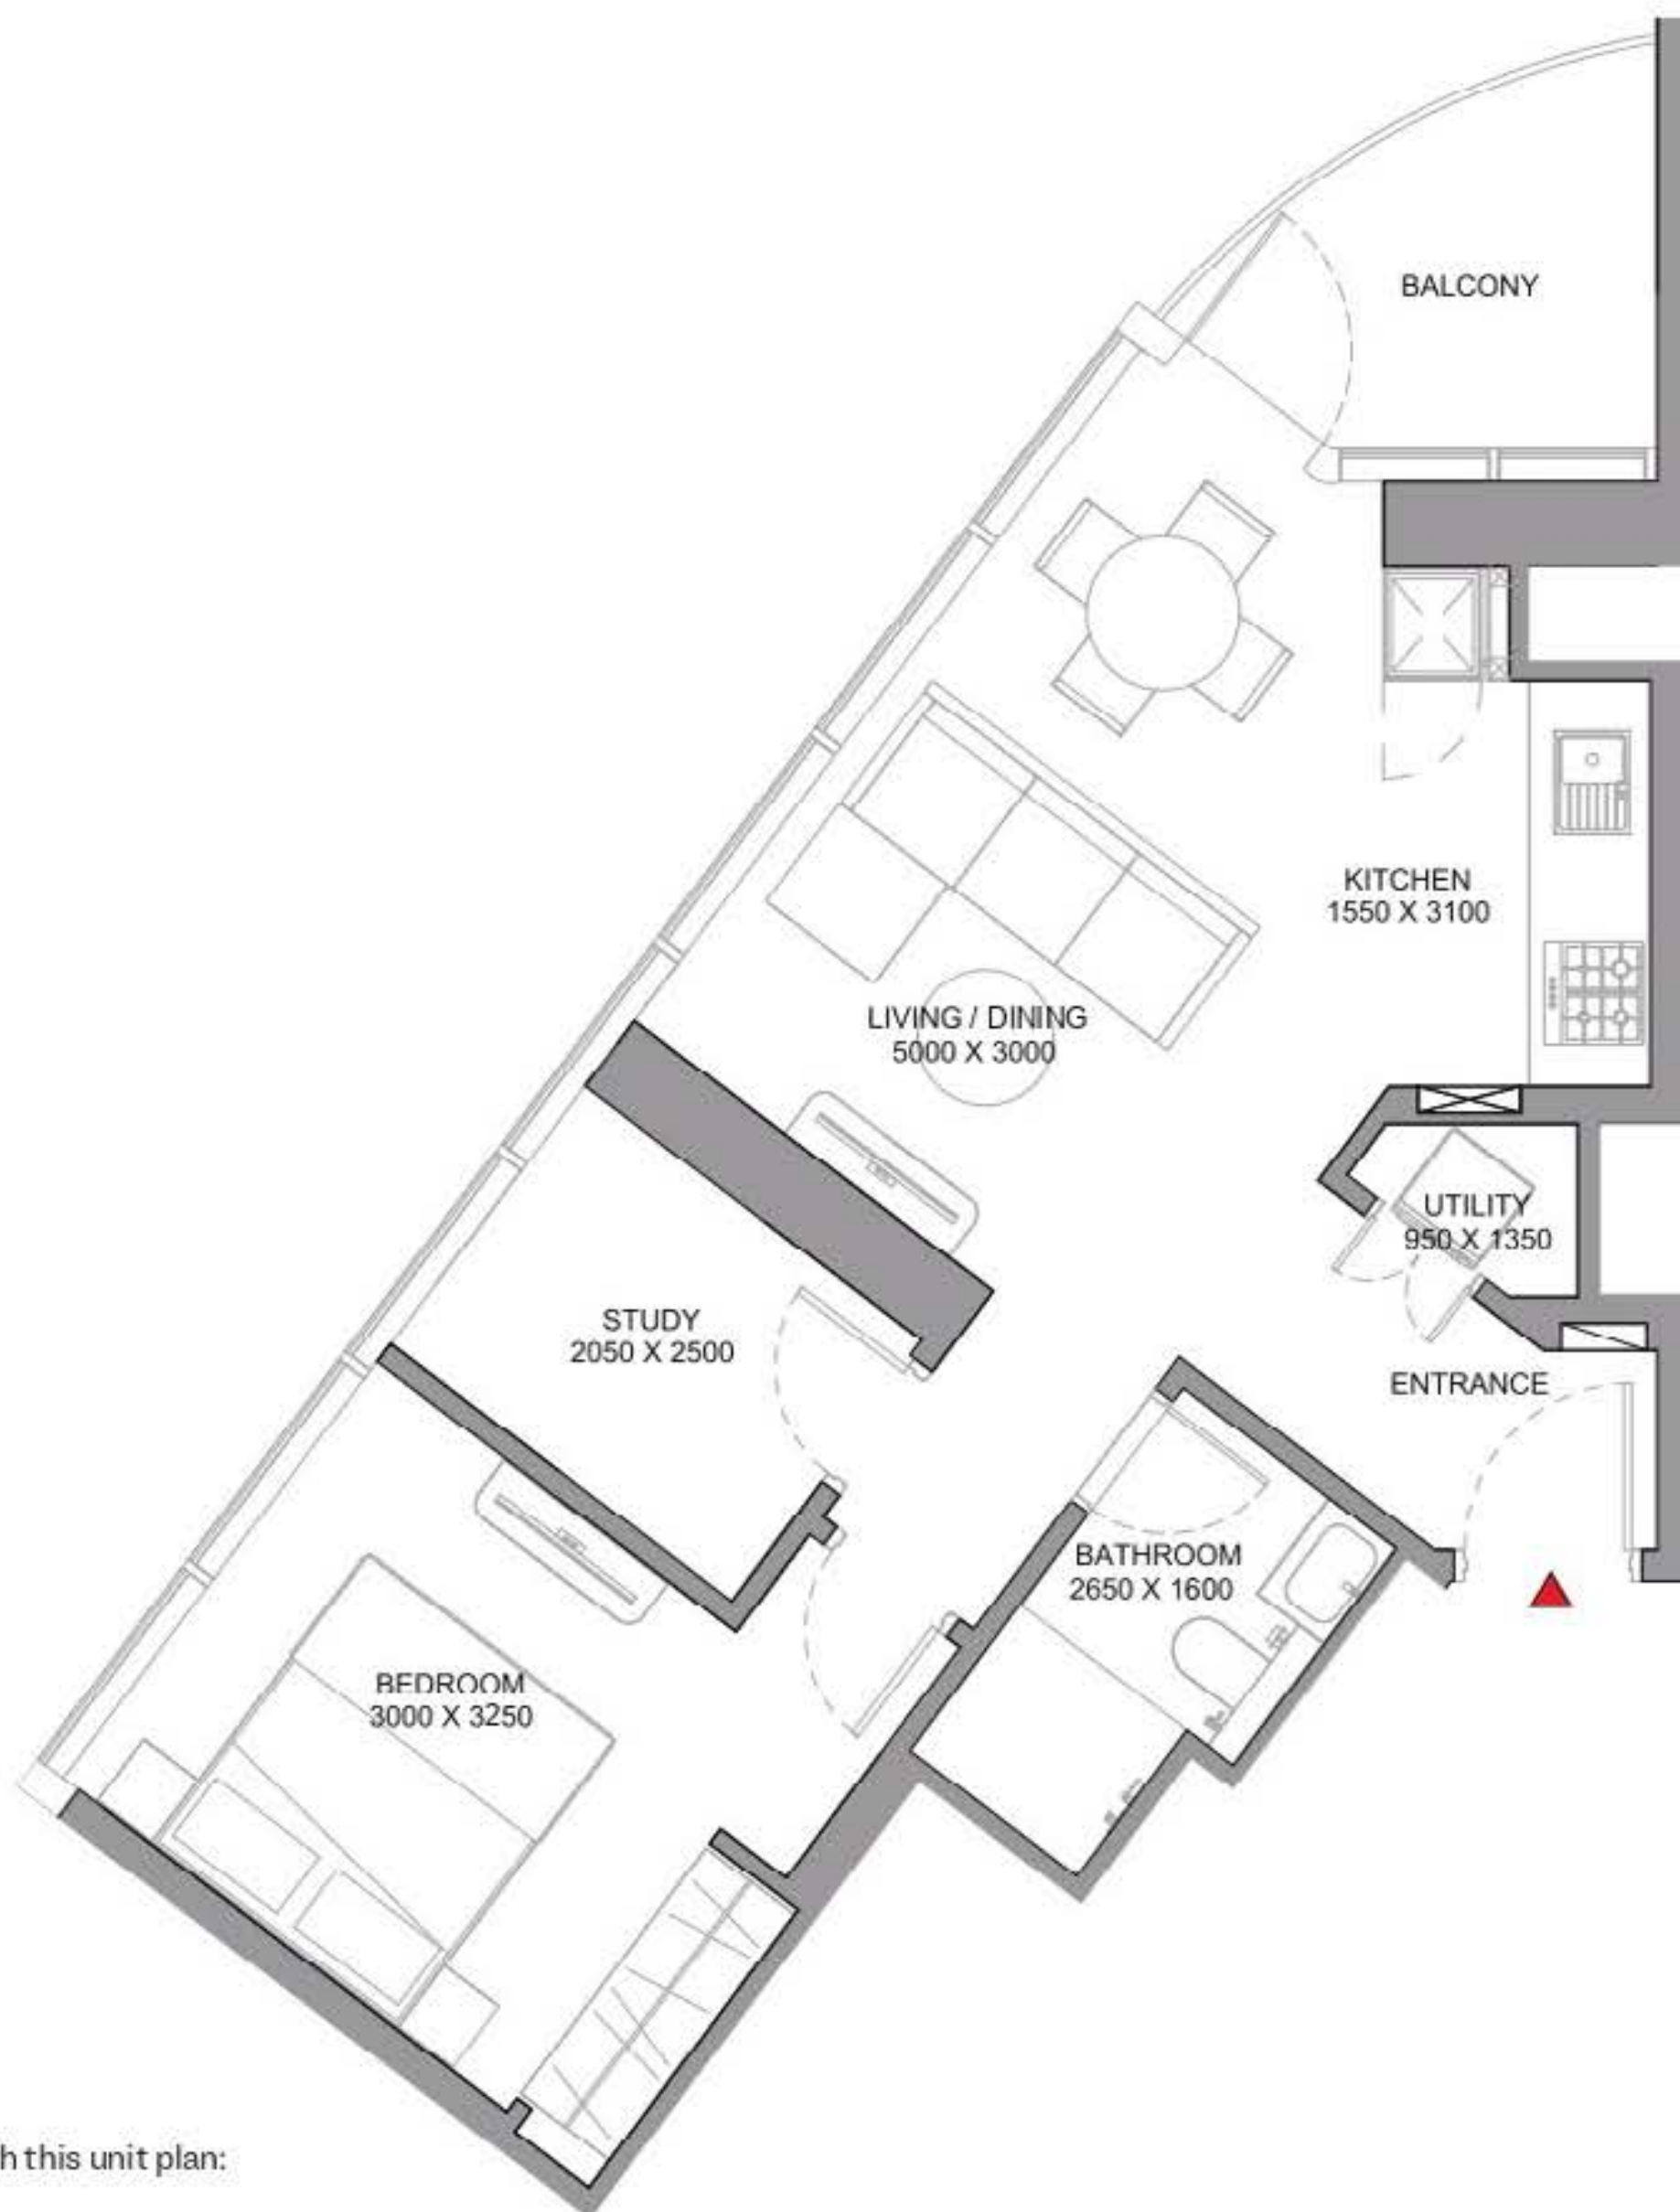 BALCONY
KITCHEN
1550 X 3100
LIVING / DINING
5000 X 3000
UTILITY
950 X 1350
STUDY
2050 X 2500
ENTRANCE
BATHROOM
2650 X 1600
BEDROOM
3000 X 3250
h this unit plan: